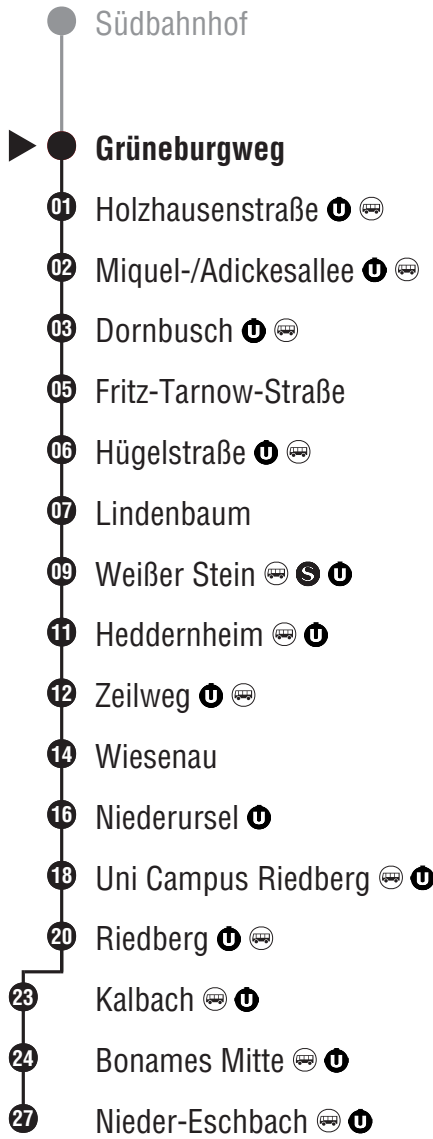 Südbahnhof
Grüneburgweg
01 Holzhausenstraße U
02 Miquel-/Adickesallee U
03 Dornbusch U
05 Fritz-Tarnow-Straße
06 Hügelstraße U
07 Lindenbaum
09 Weißer Stein S U
11 Heddernheim U
12 Zeilweg U
14 Wiesenau
16 Niederursel U
18 Uni Campus Riedberg U
20 Riedberg U
23 Kalbach U
24 Bonames Mitte U
27 Nieder-Eschbach U